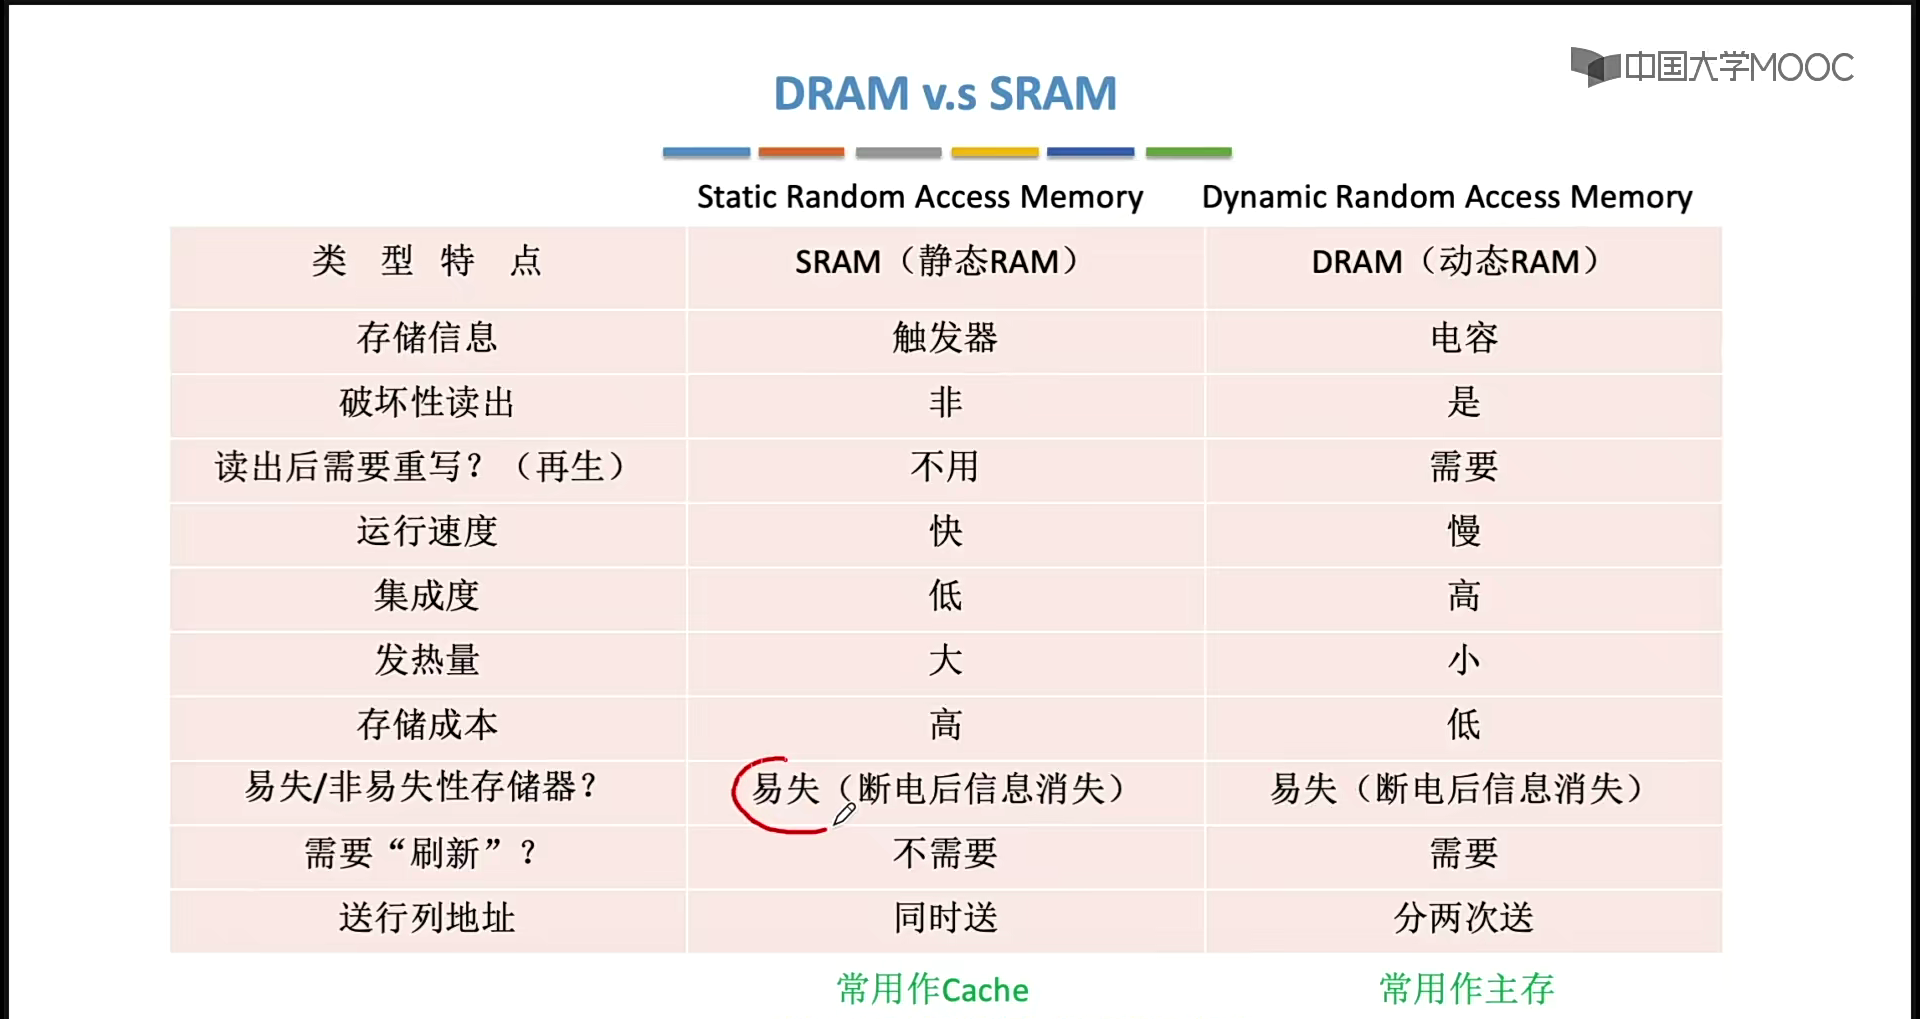 中国大学MOOC
DRAM v.s SRAM
Static Random Access Memory Dynamic Random Access Memory
类 型 特 点 SRAM（静态RAM） DRAM（动态RAM）
存储信息 触发器 电容
破坏性读出 非 是
读出后需要重写？（再生） 不用 需要
运行速度 快 慢
集成度 低 高
发热量 大 小
存储成本 高 低
易失/非易失性存储器？ 易失（断电后信息消失） 易失（断电后信息消失）
需要“刷新”？ 不需要 需要
送行列地址 同时送 分两次送
常用作Cache 常用作主存